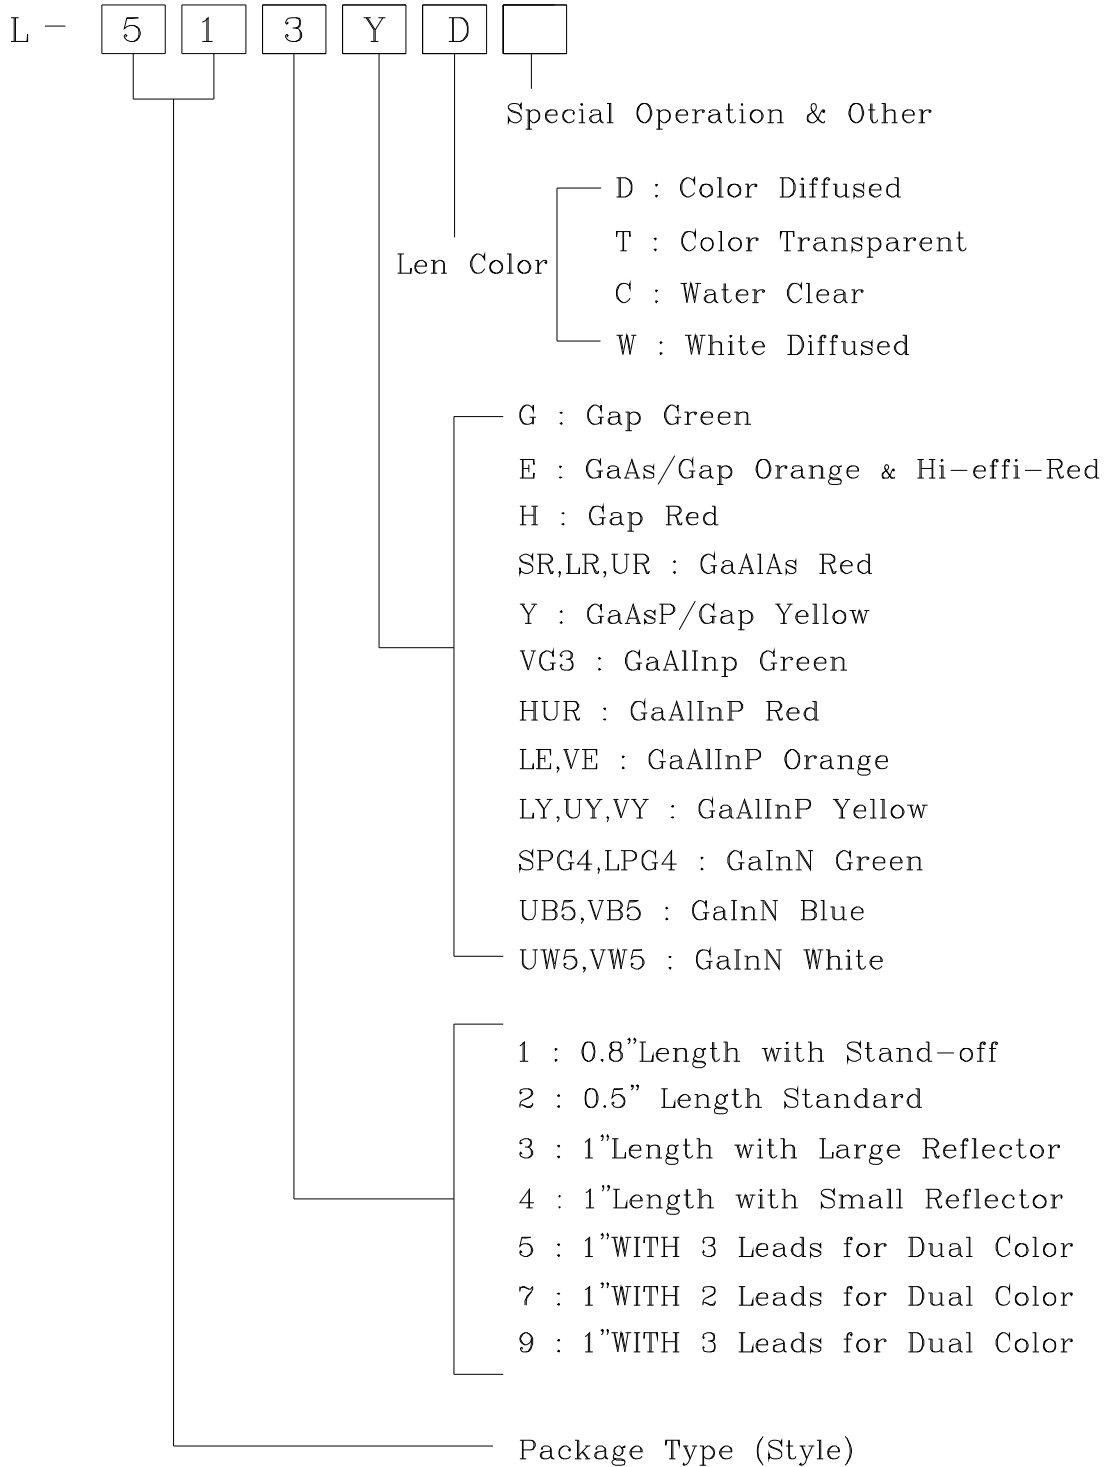 L- 5 1 3 Y D
Special Operation & Other
D : Color Diffused
T : Color Transparent
Len Color
C : Water Clear
W : White Diffused
G : Gap Green
E : GaAs/Gap Orange & Hi-effi-Red
H : Gap Red
SR,LR,UR : GaAlAs Red
Y : GaAsP/Gap Yellow
VG3 : GaAlInp Green
HUR : GaAlInP Red
LE,VE : GaAlInP Orange
LY,UY,VY : GaAlInP Yellow
SPG4,LPG4 : GaInN Green
UB5,VB5 : GaInN Blue
UW5,VW5 : GaInN White
1 : 0.8"Length with Stand-off
2 : 0.5" Length Standard
3 : 1"Length with Large Reflector
4 : 1"Length with Small Reflector
5 : 1"WITH 3 Leads for Dual Color
7 : 1"WITH 2 Leads for Dual Color
9 : 1"WITH 3 Leads for Dual Color
Package Type (Style)